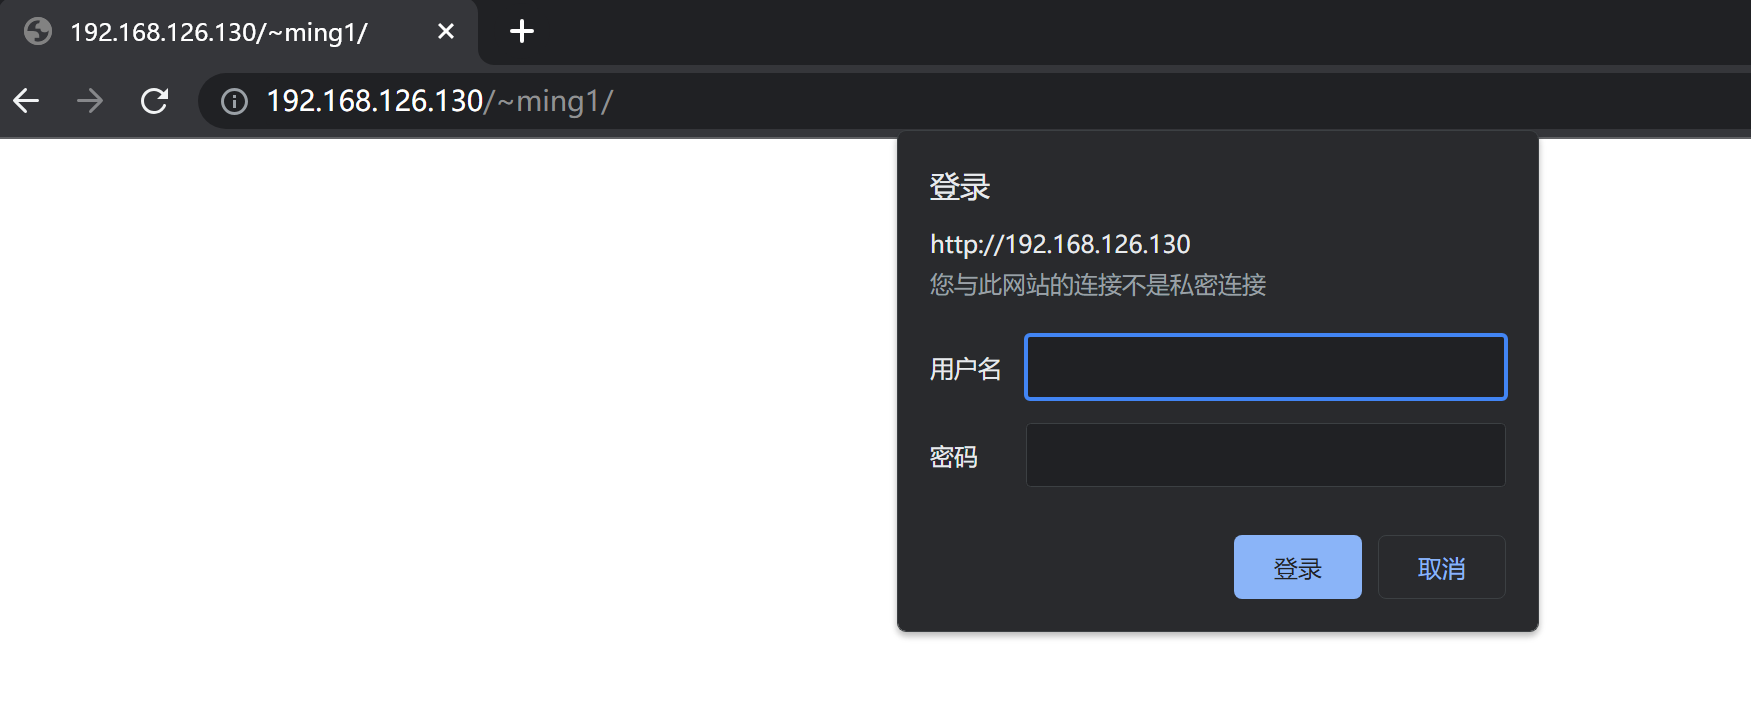 192.168.126.130/~ming1/
192.168.126.130/~ming1/
登录
http://192.168.126.130
您与此网站的连接不是私密连接
用户名
密码
登录 取消